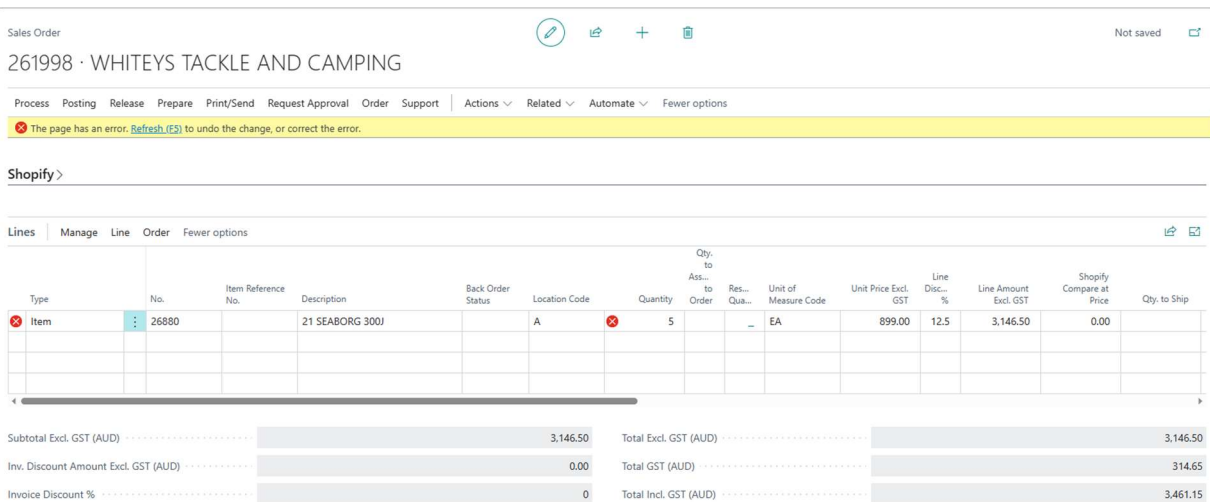 Sales Order
Not saved
261998 · WHITEYS TACKLE AND CAMPING
Process Posting Release Prepare Print/Send Request Approval Order Support Actions Related Automate Fewer options
The page has an error. Refresh (F5) to undo the change, or correct the error.
Shopify
Lines Manage Line Order Fewer options
Type No. Item Reference No. Description Back Order Status Location Code Quantity Qty. to Ass... to Order Res... Qua... Unit of Measure Code Unit Price Excl. GST Line Disc... % Line Amount Excl. GST Shopify Compare at Price Qty. to Ship
Item 26880 21 SEABORG 300J A 5 _ EA 899.00 12.5 3,146.50 0.00
Subtotal Excl. GST (AUD) 3,146.50 Total Excl. GST (AUD) 3,146.50
Inv. Discount Amount Excl. GST (AUD) 0.00 Total GST (AUD) 314.65
Invoice Discount % 0 Total Incl. GST (AUD) 3,461.15